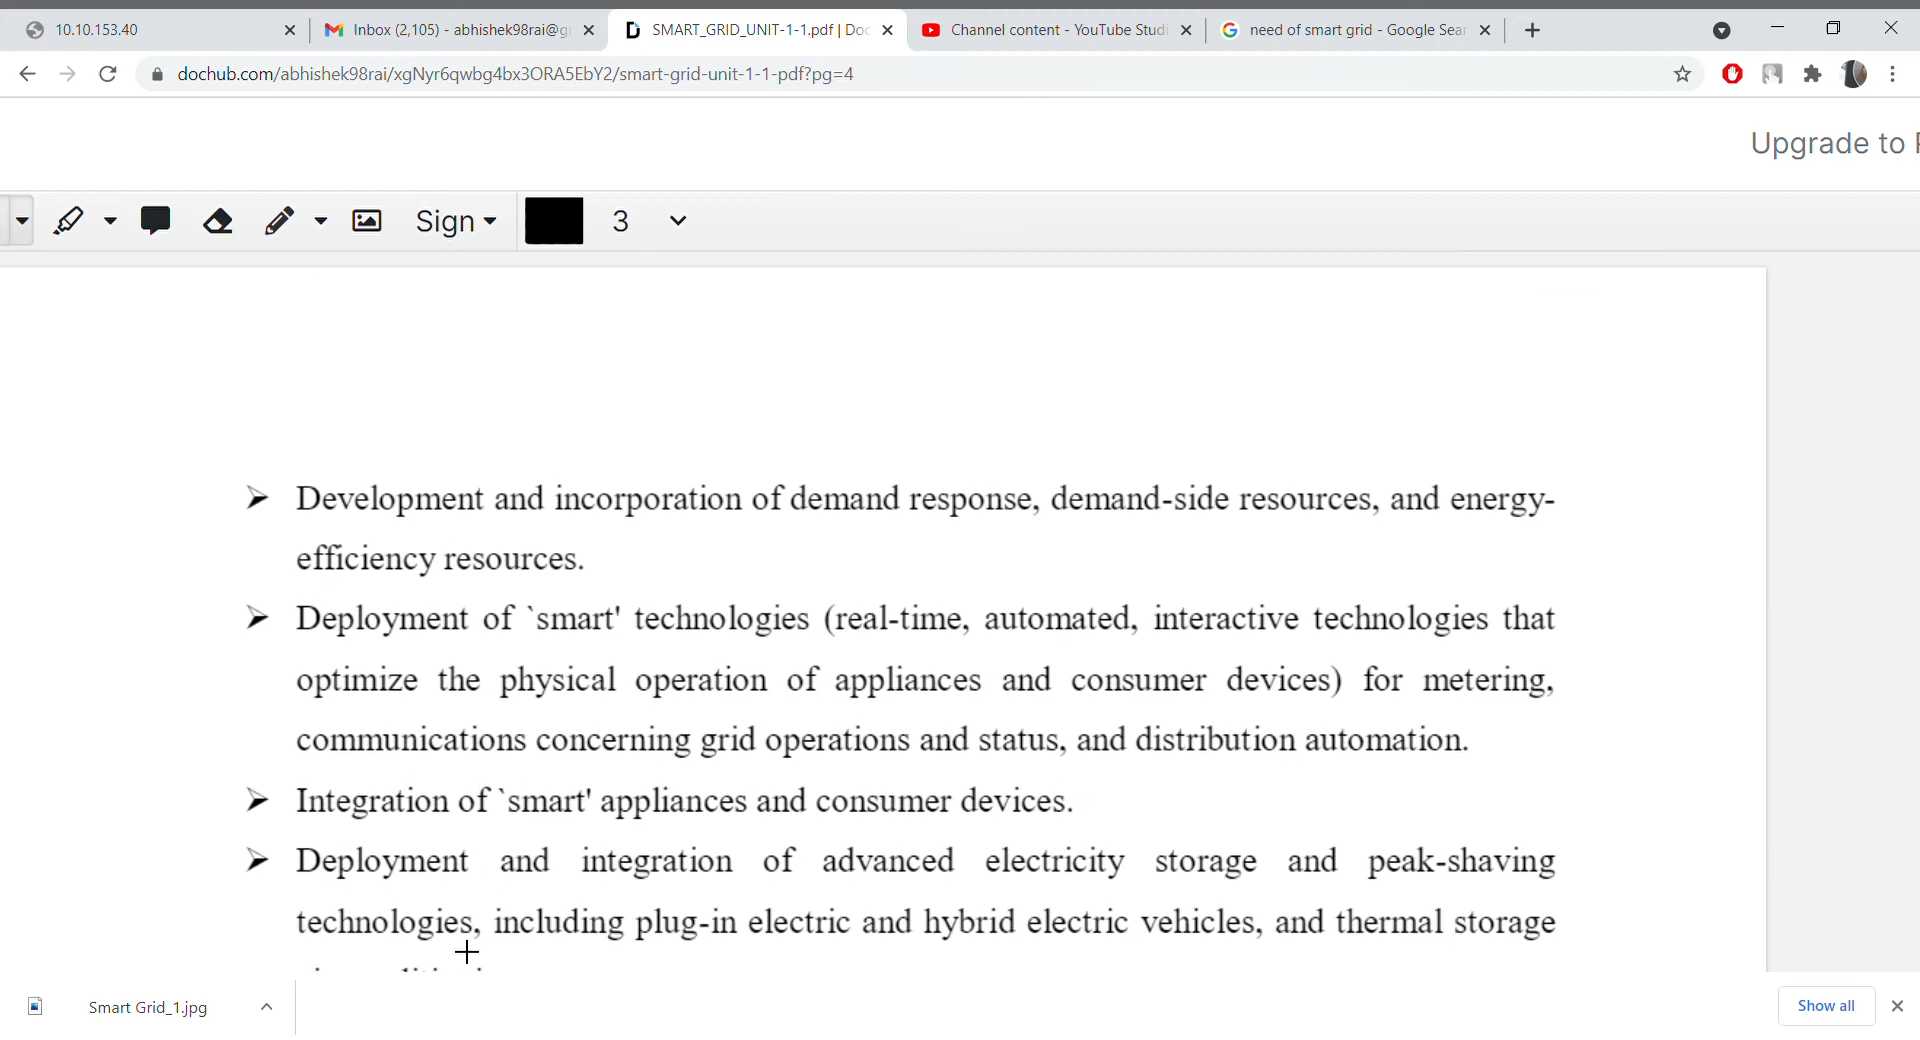 10.10.153.40
Inbox (2,105) - abhishek98rai@g
SMART_GRID_UNIT-1-1.pdf | Doc
Channel content - YouTube Studi
need of smart grid - Google Sear
dochub.com/abhishek98rai/xgNyr6qwbg4bx3ORA5EbY2/smart-grid-unit-1-1-pdf?pg=4
Upgrade to
Sign
3
➤ Development and incorporation of demand response, demand-side resources, and energy-
efficiency resources.
➤ Deployment of `smart' technologies (real-time, automated, interactive technologies that
optimize the physical operation of appliances and consumer devices) for metering,
communications concerning grid operations and status, and distribution automation.
➤ Integration of `smart' appliances and consumer devices.
➤ Deployment and integration of advanced electricity storage and peak-shaving
technologies, including plug-in electric and hybrid electric vehicles, and thermal storage
Smart Grid_1.jpg
Show all